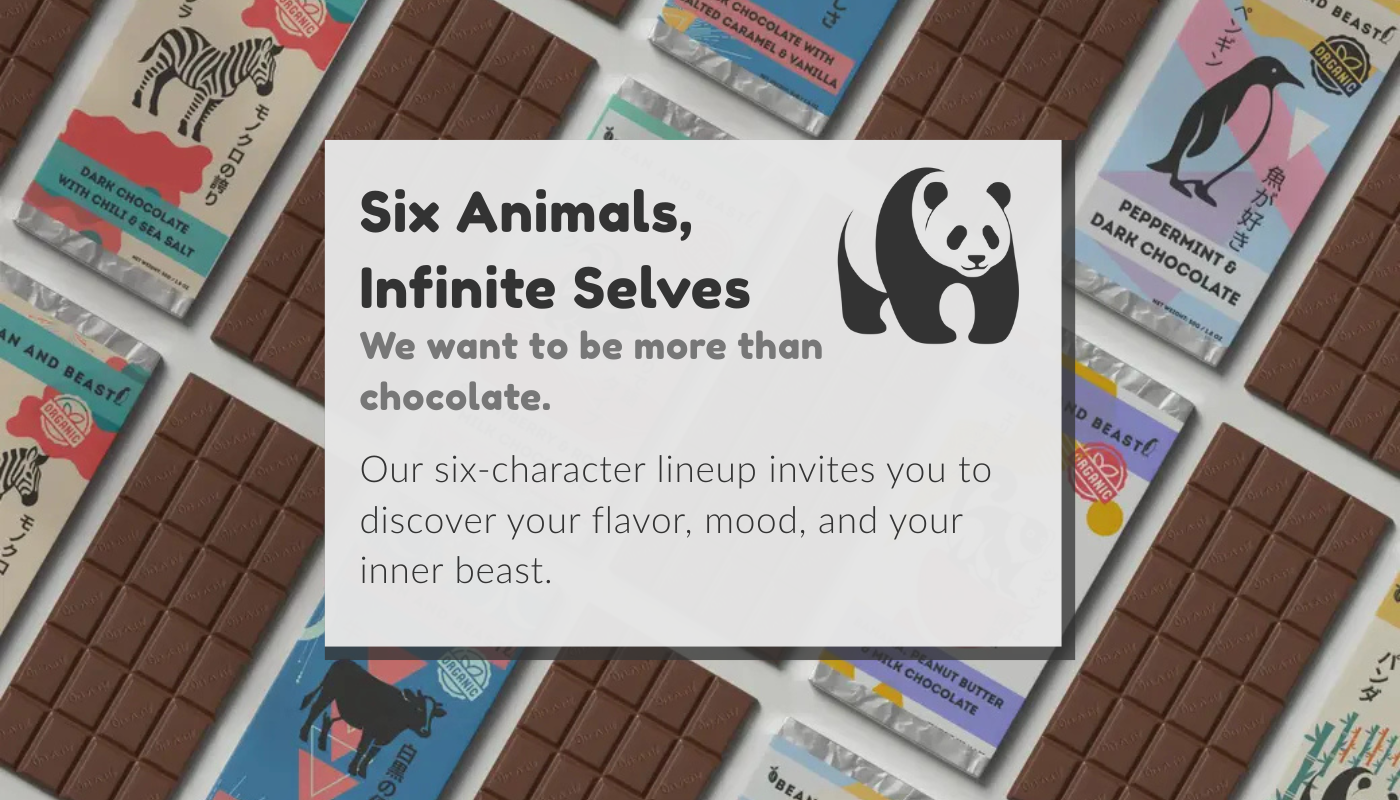 ORGANIC
モノクロの誇り
DARK CHOCOLATE
WITH CHILI & SEA SALT
NET WEIGHT: 50G / 1.8 OZ
CHOCOLATE WITH
SALTED CARAMEL & VANILLA
ペンギン
AND BEAST
ORGANIC
魚が好き
PEPPERMINT &
DARK CHOCOLATE
NET WEIGHT: 50G / 1.8 OZ
Six Animals,
Infinite Selves
We want to be more than
chocolate.
Our six-character lineup invites you to
discover your flavor, mood, and your
inner beast.
AN AND BEAST
ORGANIC
モノクロ
ND BEAST
ORGANIC
PEANUT BUTTER
& MILK CHOCOLATE
ORGANIC
白黒の
BEAN
パンダ